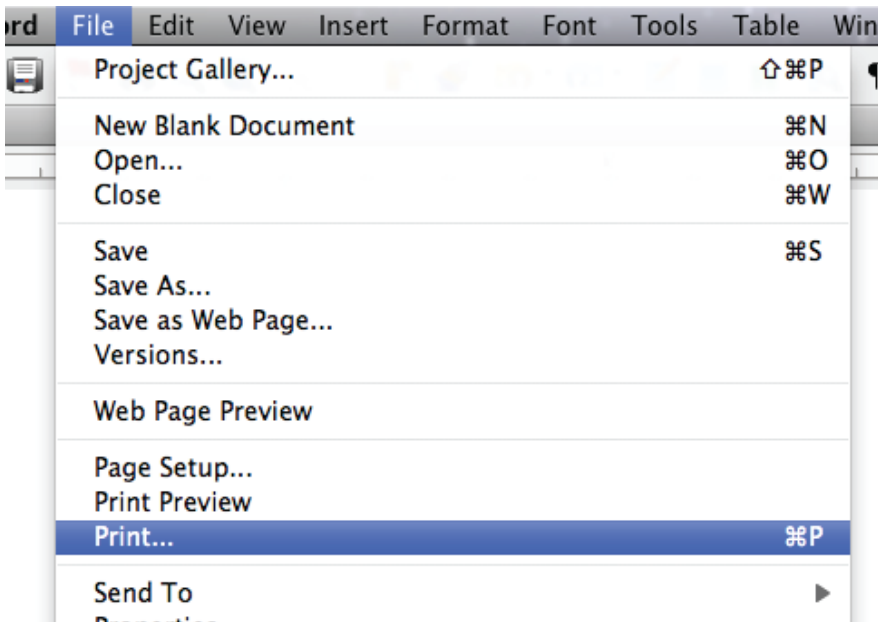 File Edit View Insert Format Font Tools Table
Project Gallery... ⇧⌘P
New Blank Document ⌘N
Open... ⌘O
Close ⌘W
Save ⌘S
Save As...
Save as Web Page...
Versions...
Web Page Preview
Page Setup...
Print Preview
Print... ⌘P
Send To